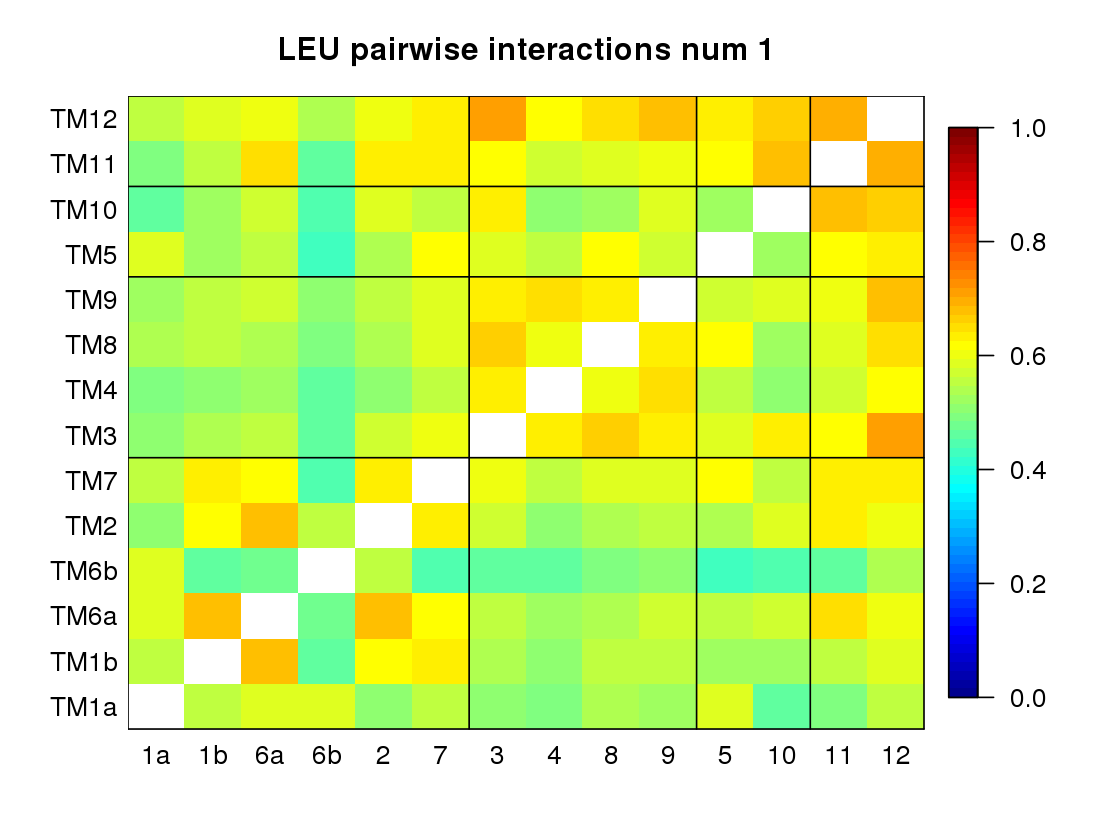 LEU pairwise interactions num 1
TM12
TM11
TM10
TM5
TM9
TM8
TM4
TM3
TM7
TM2
TM6b
TM6a
TM1b
TM1a
1a 1b 6a 6b 2 7 3 4 8 9 5 10 11 12
1.0
0.8
0.6
0.4
0.2
0.0